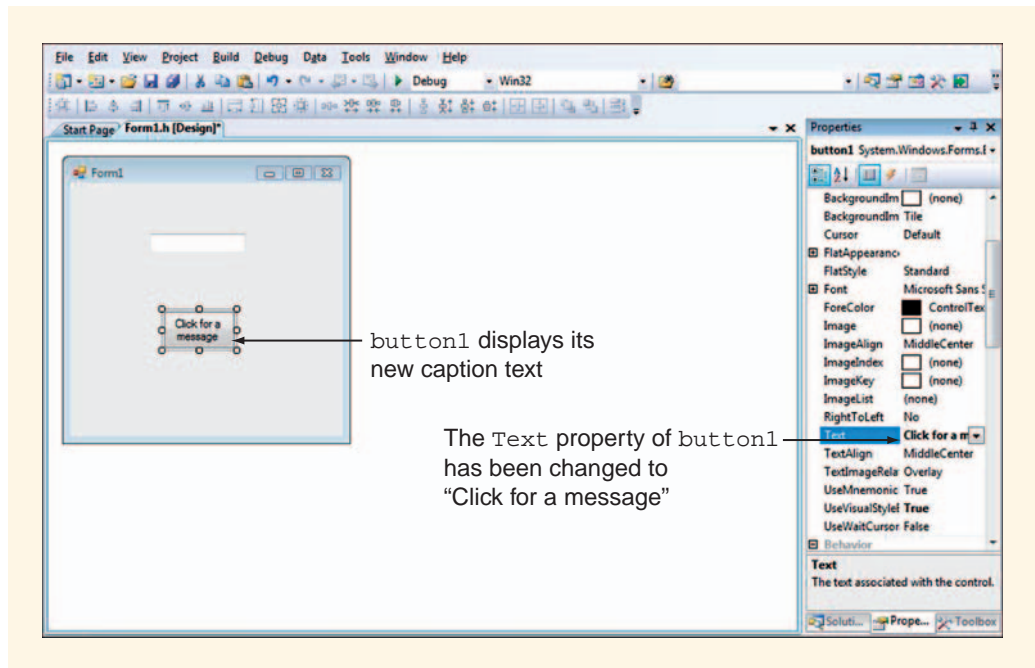 File Edit View Project Build Debug Data Tools Window Help
Debug Win32
Start Page Form1.h [Design]*
Form1
Click for a
message
button1 displays its
new caption text
The Text property of button1
has been changed to
“Click for a message”
Properties
button1 System.Windows.Forms.
BackgroundIm (none)
BackgroundIm Tile
Cursor Default
FlatAppearanc
FlatStyle Standard
Font Microsoft Sans
ForeColor ControlTex
Image (none)
ImageAlign MiddleCenter
ImageIndex (none)
ImageKey (none)
ImageList (none)
RightToLeft No
Text Click for a m
TextAlign MiddleCenter
TextImageRela Overlay
UseMnemonic True
UseVisualStyle True
UseWaitCursor False
Behavior
Text
The text associated with the control.
Soluti... Prope... Toolbox